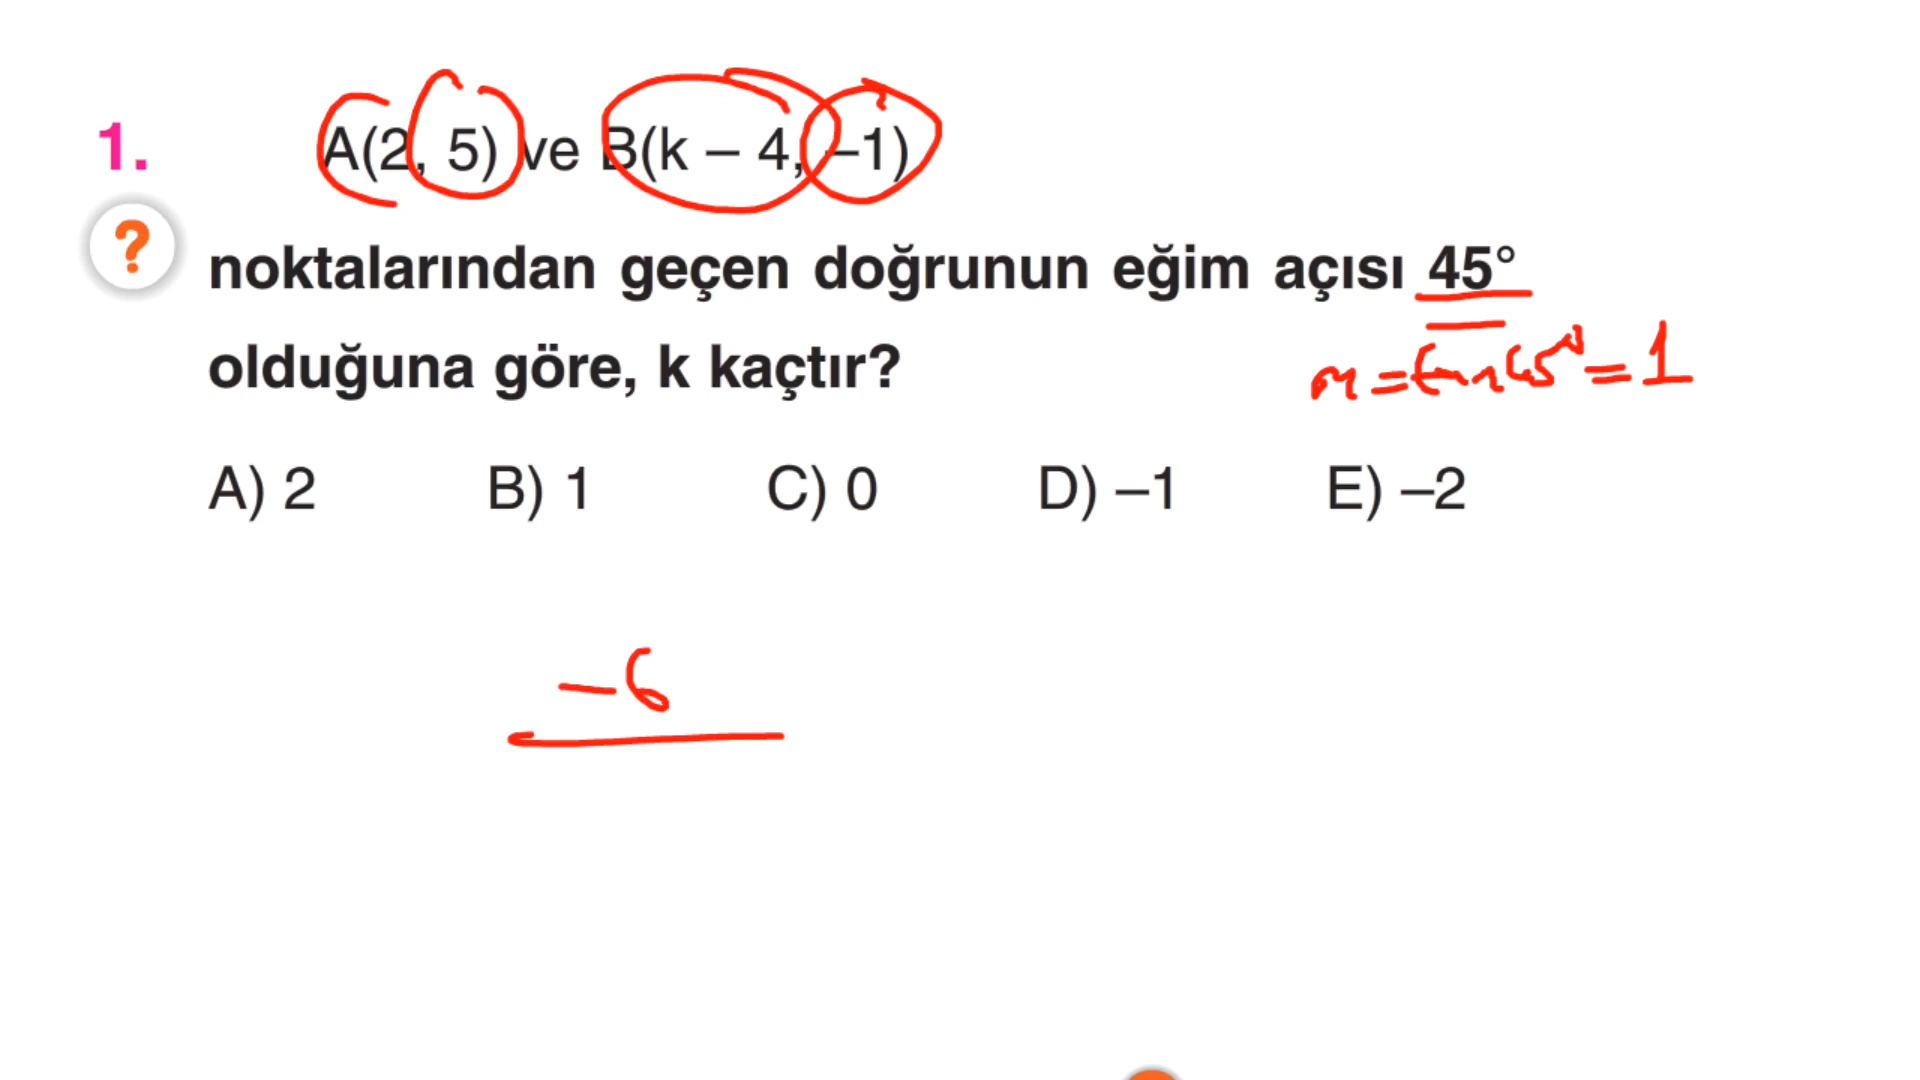 1. A(2, 5) ve B(k – 4, –1)
?
noktalarından geçen doğrunun eğim açısı 45°
olduğuna göre, k kaçtır?
m = tan45° = 1
A) 2 B) 1 C) 0 D) –1 E) –2
–6